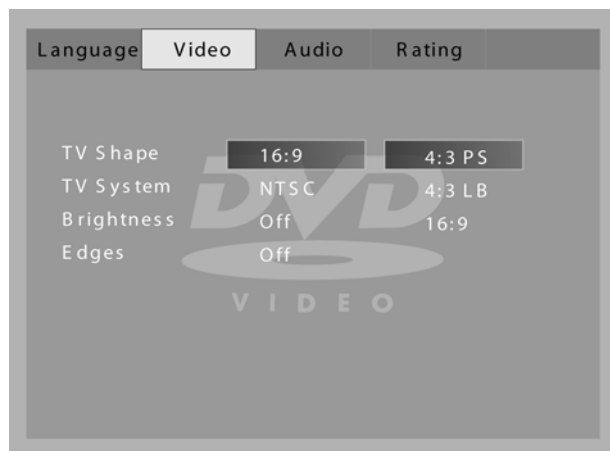 Language Video Audio Rating
TV Shape 16:9 4:3 PS
TV System NTSC 4:3 LB
Brightness Off 16:9
Edges Off
DVD
VIDEO